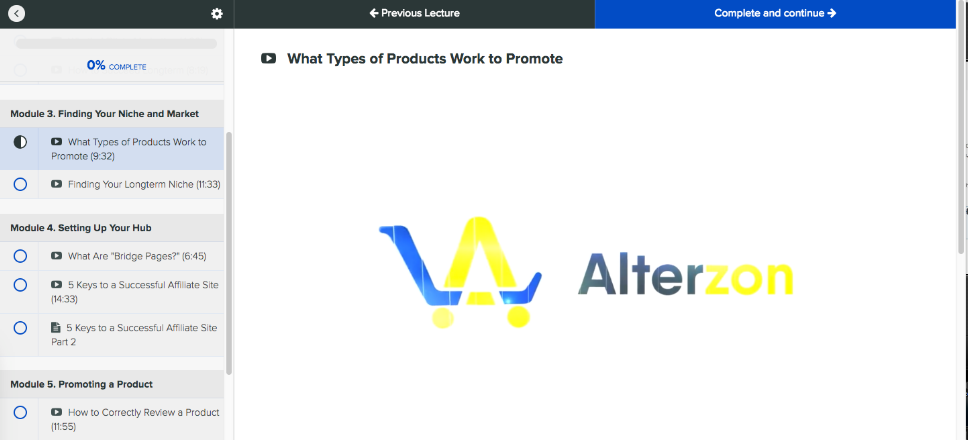 Previous Lecture
Complete and continue
0% COMPLETE
Module 3. Finding Your Niche and Market
What Types of Products Work to
Promote (9:32)
Finding Your Longterm Niche (11:33)
Module 4. Setting Up Your Hub
What Are "Bridge Pages?" (6:45)
5 Keys to a Successful Affiliate Site
(14:33)
5 Keys to a Successful Affiliate Site
Part 2
Module 5. Promoting a Product
How to Correctly Review a Product
(11:55)
What Types of Products Work to Promote
Alterzon